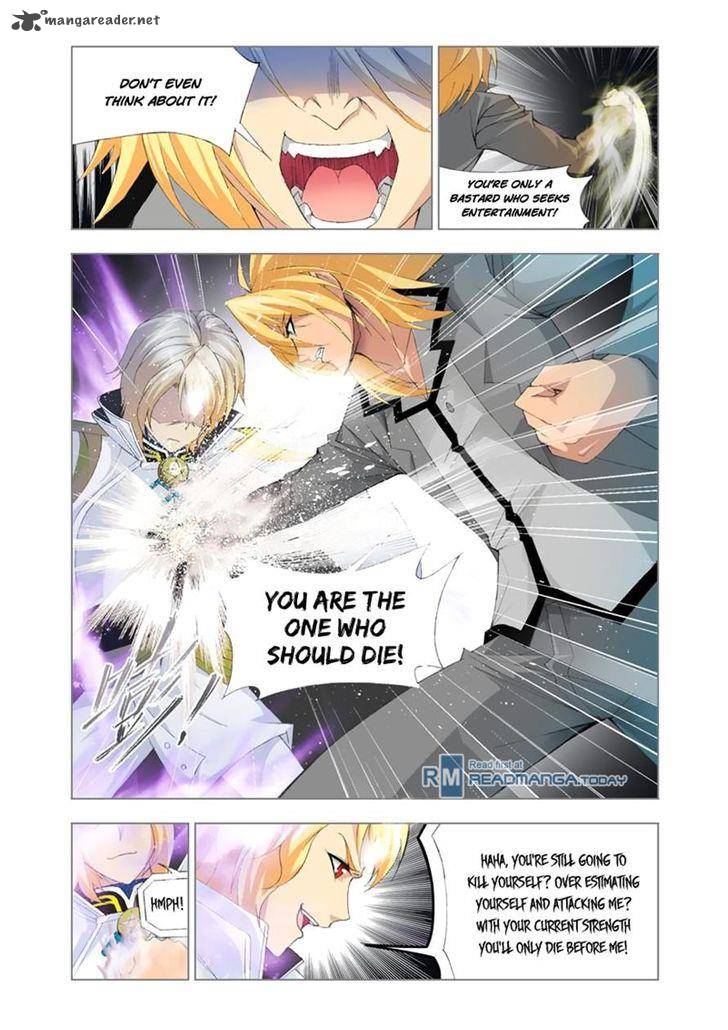 mangareader.net
DON'T EVEN
THINK ABOUT IT!
YOU'RE ONLY A
BASTARD WHO SEEKS
ENTERTAINMENT!
YOU ARE THE
ONE WHO
SHOULD DIE!
RM
Read first at
READMANGA.TODAY
HMPH!
HAHA, YOU'RE STILL GOING TO
KILL YOURSELF? OVER ESTIMATING
YOURSELF AND ATTACKING ME?
WITH YOUR CURRENT STRENGTH
YOU'LL ONLY DIE BEFORE ME!